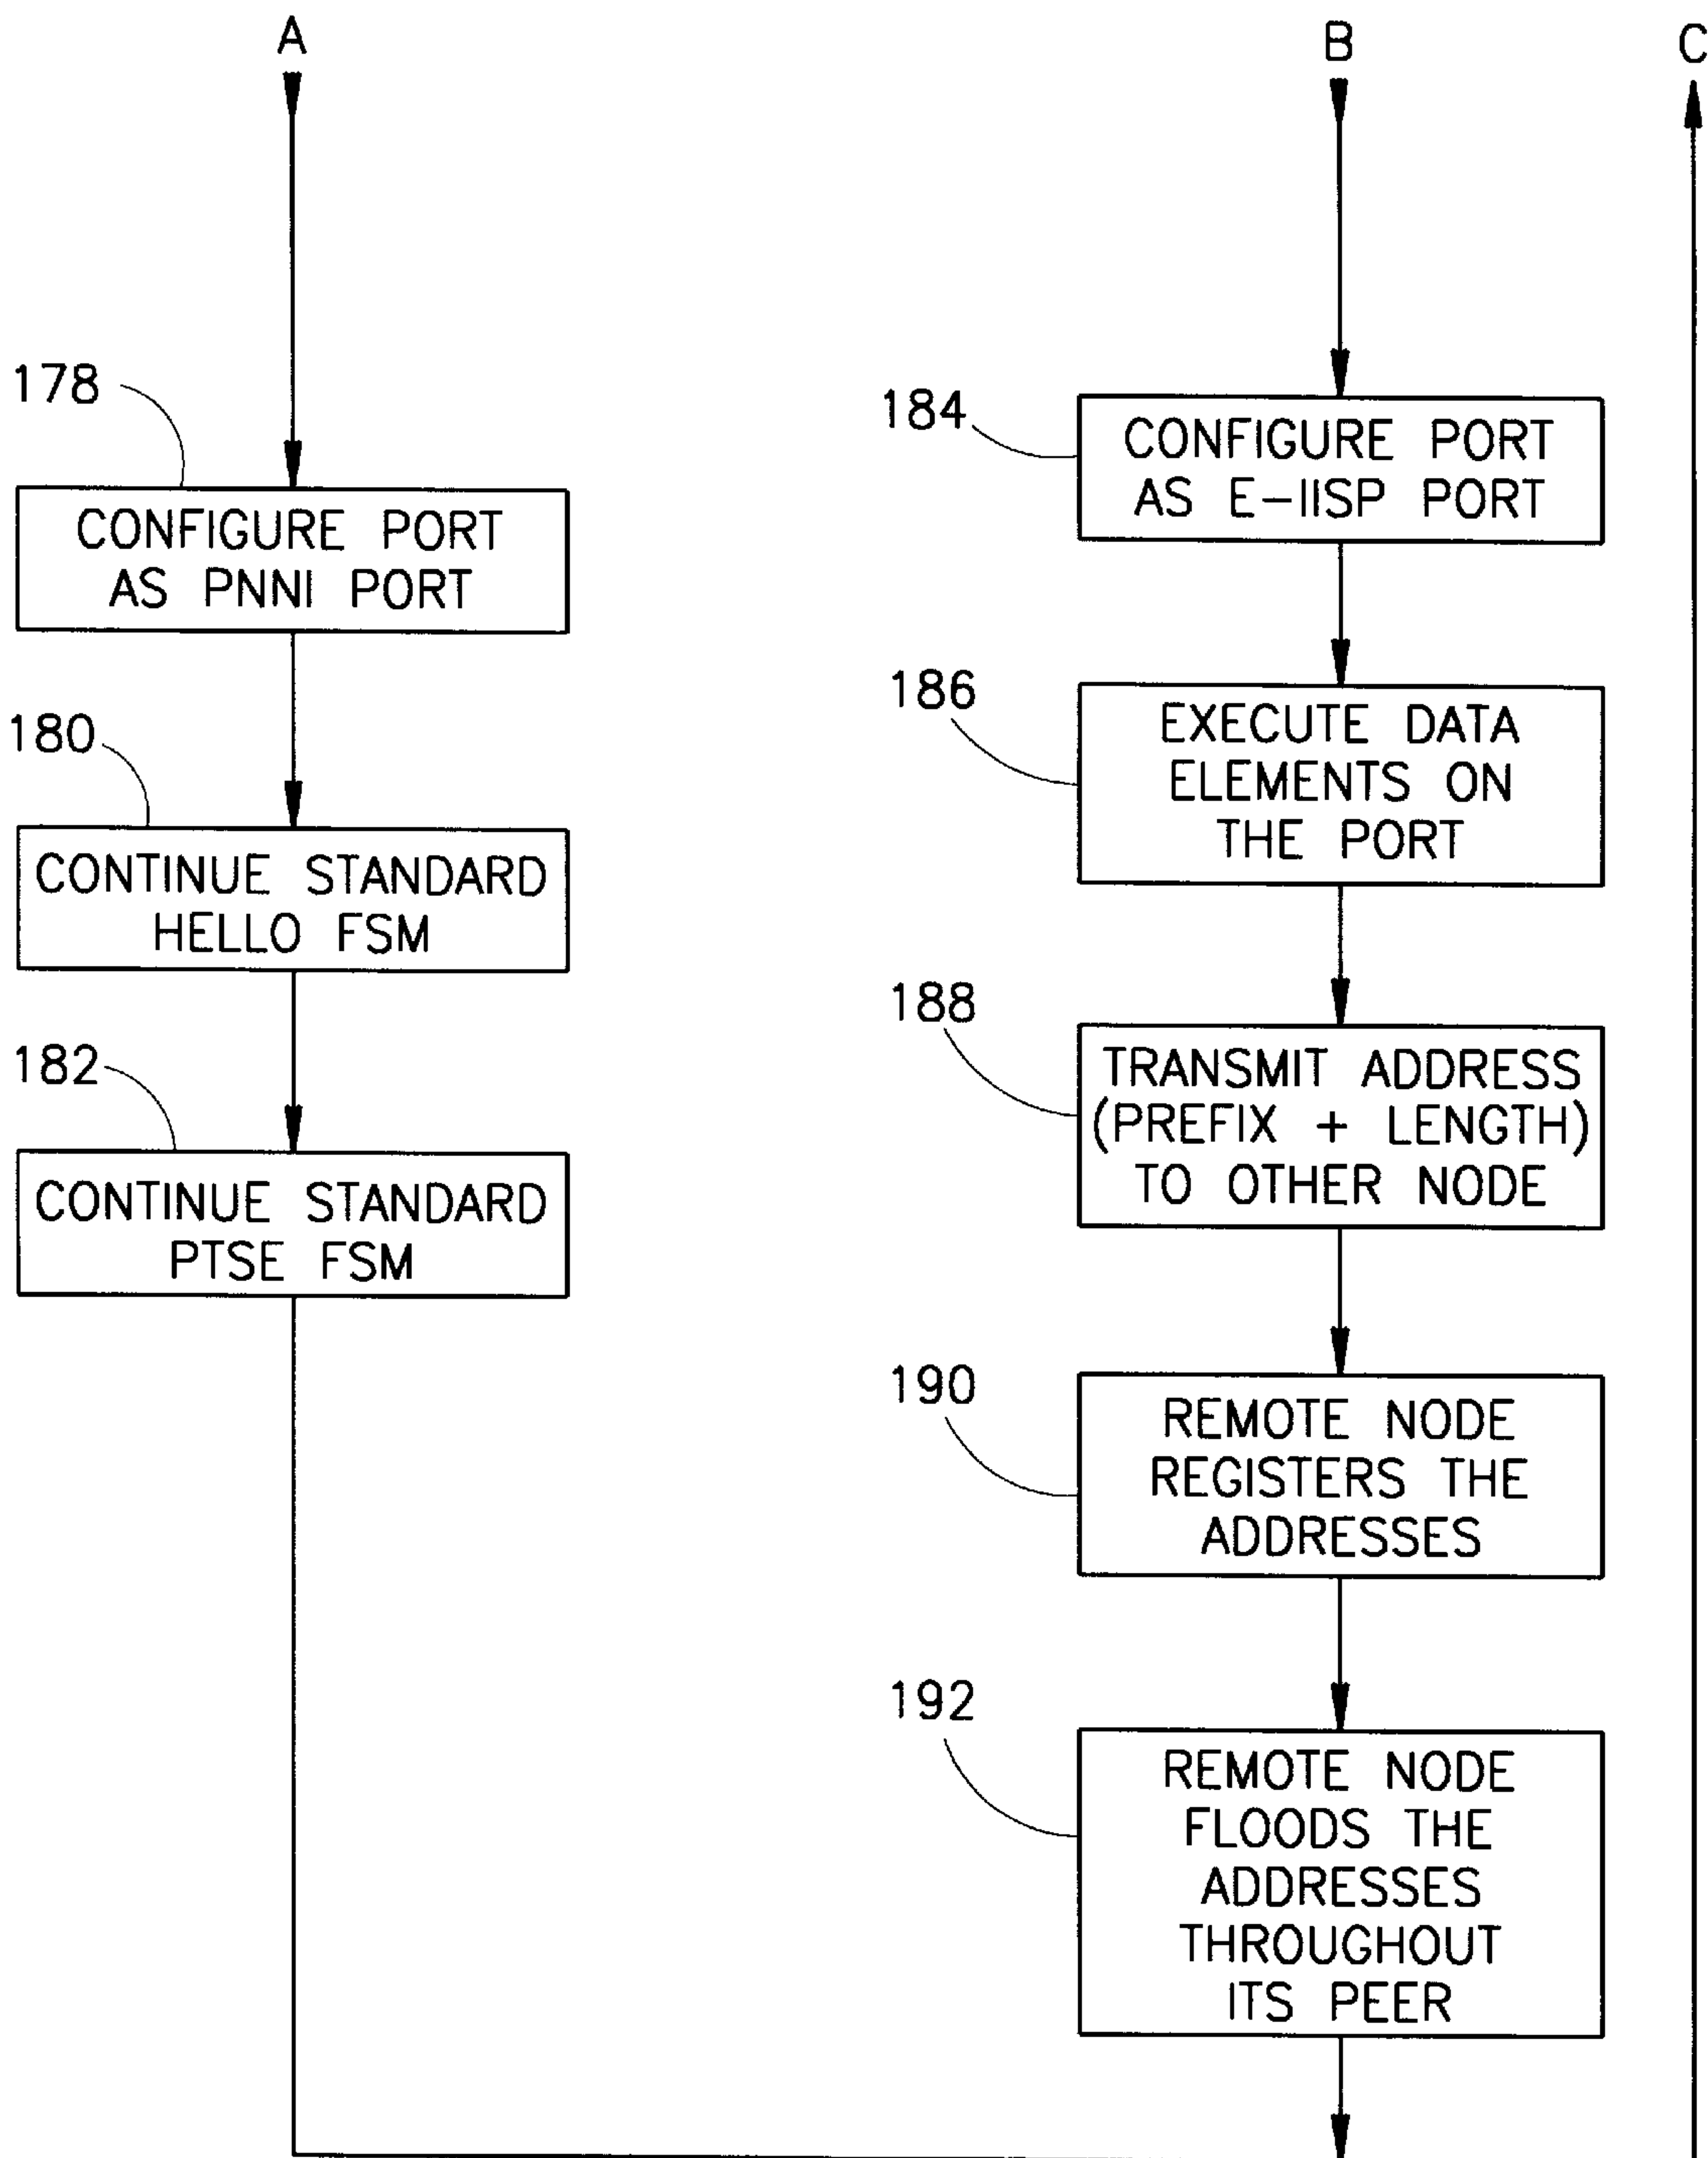 A
B
C
178
CONFIGURE PORT
AS PNNI PORT
180
CONTINUE STANDARD
HELLO FSM
182
CONTINUE STANDARD
PTSE FSM
184
CONFIGURE PORT
AS E-IISP PORT
186
EXECUTE DATA
ELEMENTS ON
THE PORT
188
TRANSMIT ADDRESS
(PREFIX + LENGTH)
TO OTHER NODE
190
REMOTE NODE
REGISTERS THE
ADDRESSES
192
REMOTE NODE
FLOODS THE
ADDRESSES
THROUGHOUT
ITS PEER